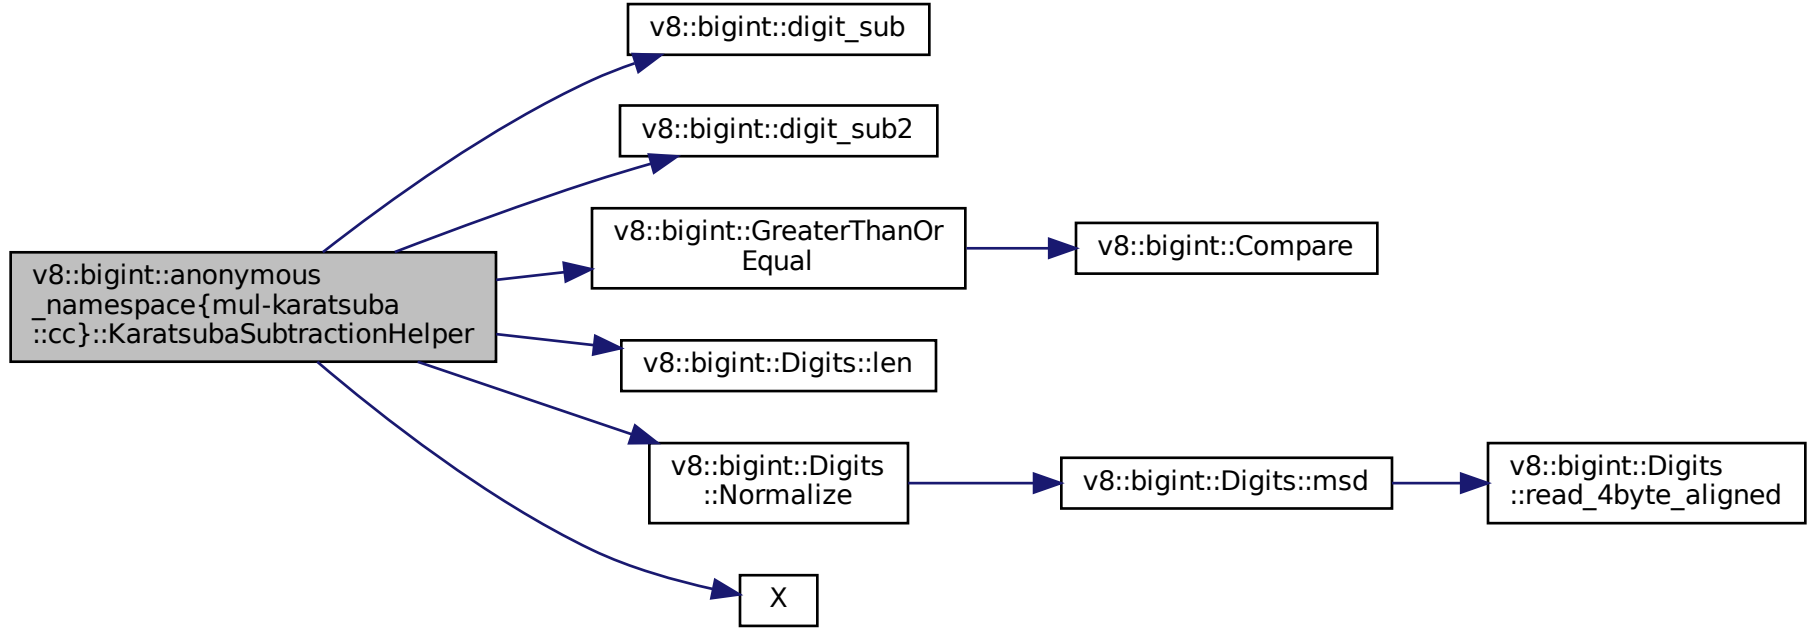 v8::bigint::digit_sub
v8::bigint::digit_sub2
v8::bigint::GreaterThanOr
Equal
v8::bigint::Compare
v8::bigint::anonymous
_namespace{mul-karatsuba
::cc}::KaratsubaSubtractionHelper
v8::bigint::Digits::len
v8::bigint::Digits
::Normalize
v8::bigint::Digits::msd
v8::bigint::Digits
::read_4byte_aligned
X